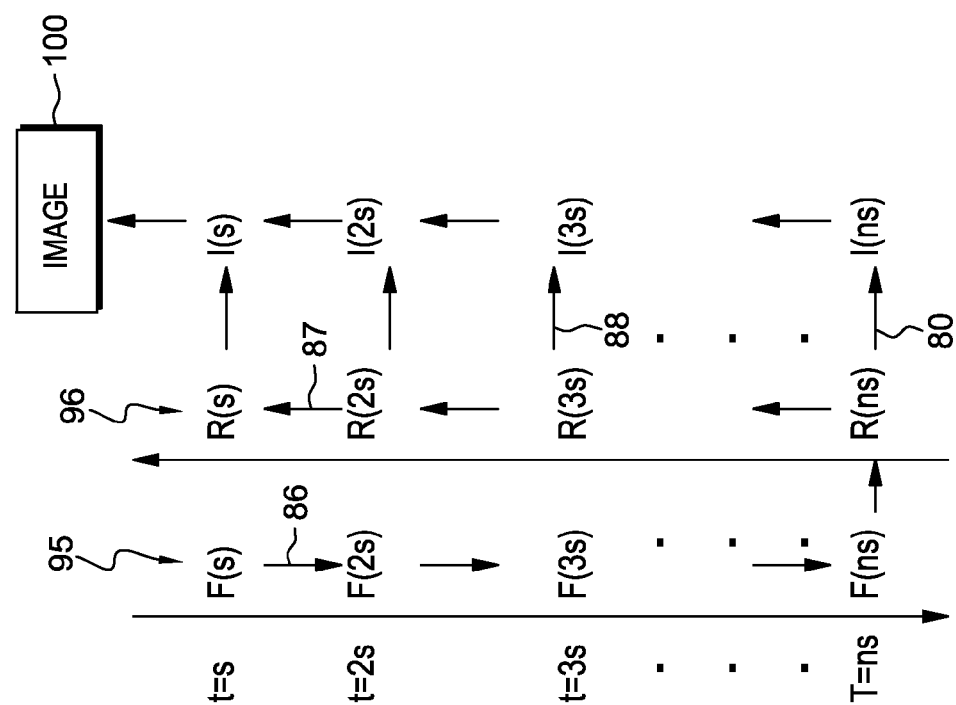 IMAGE
100
95
96
t=s
F(s)
R(s)
I(s)
86
87
t=2s
F(2s)
R(2s)
I(2s)
t=3s
F(3s)
R(3s)
I(3s)
88
. . . .
. . . .
. . . .
T=ns
F(ns)
R(ns)
I(ns)
80